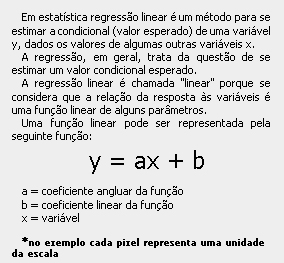 Em estatística regressão linear é um método para se
estimar a condicional (valor esperado) de uma variável
y, dados os valores de algumas outras variáveis x.
A regressão, em geral, trata da questão de se
estimar um valor condicional esperado.
A regressão linear é chamada "linear" porque se
considera que a relação da resposta às variáveis é
uma função linear de alguns parâmetros.
Uma função linear pode ser representada pela
seguinte função:
y = ax + b
a = coeficiente angluar da função
b = coeficiente linear da função
x = variável
*no exemplo cada pixel representa uma unidade
da escala